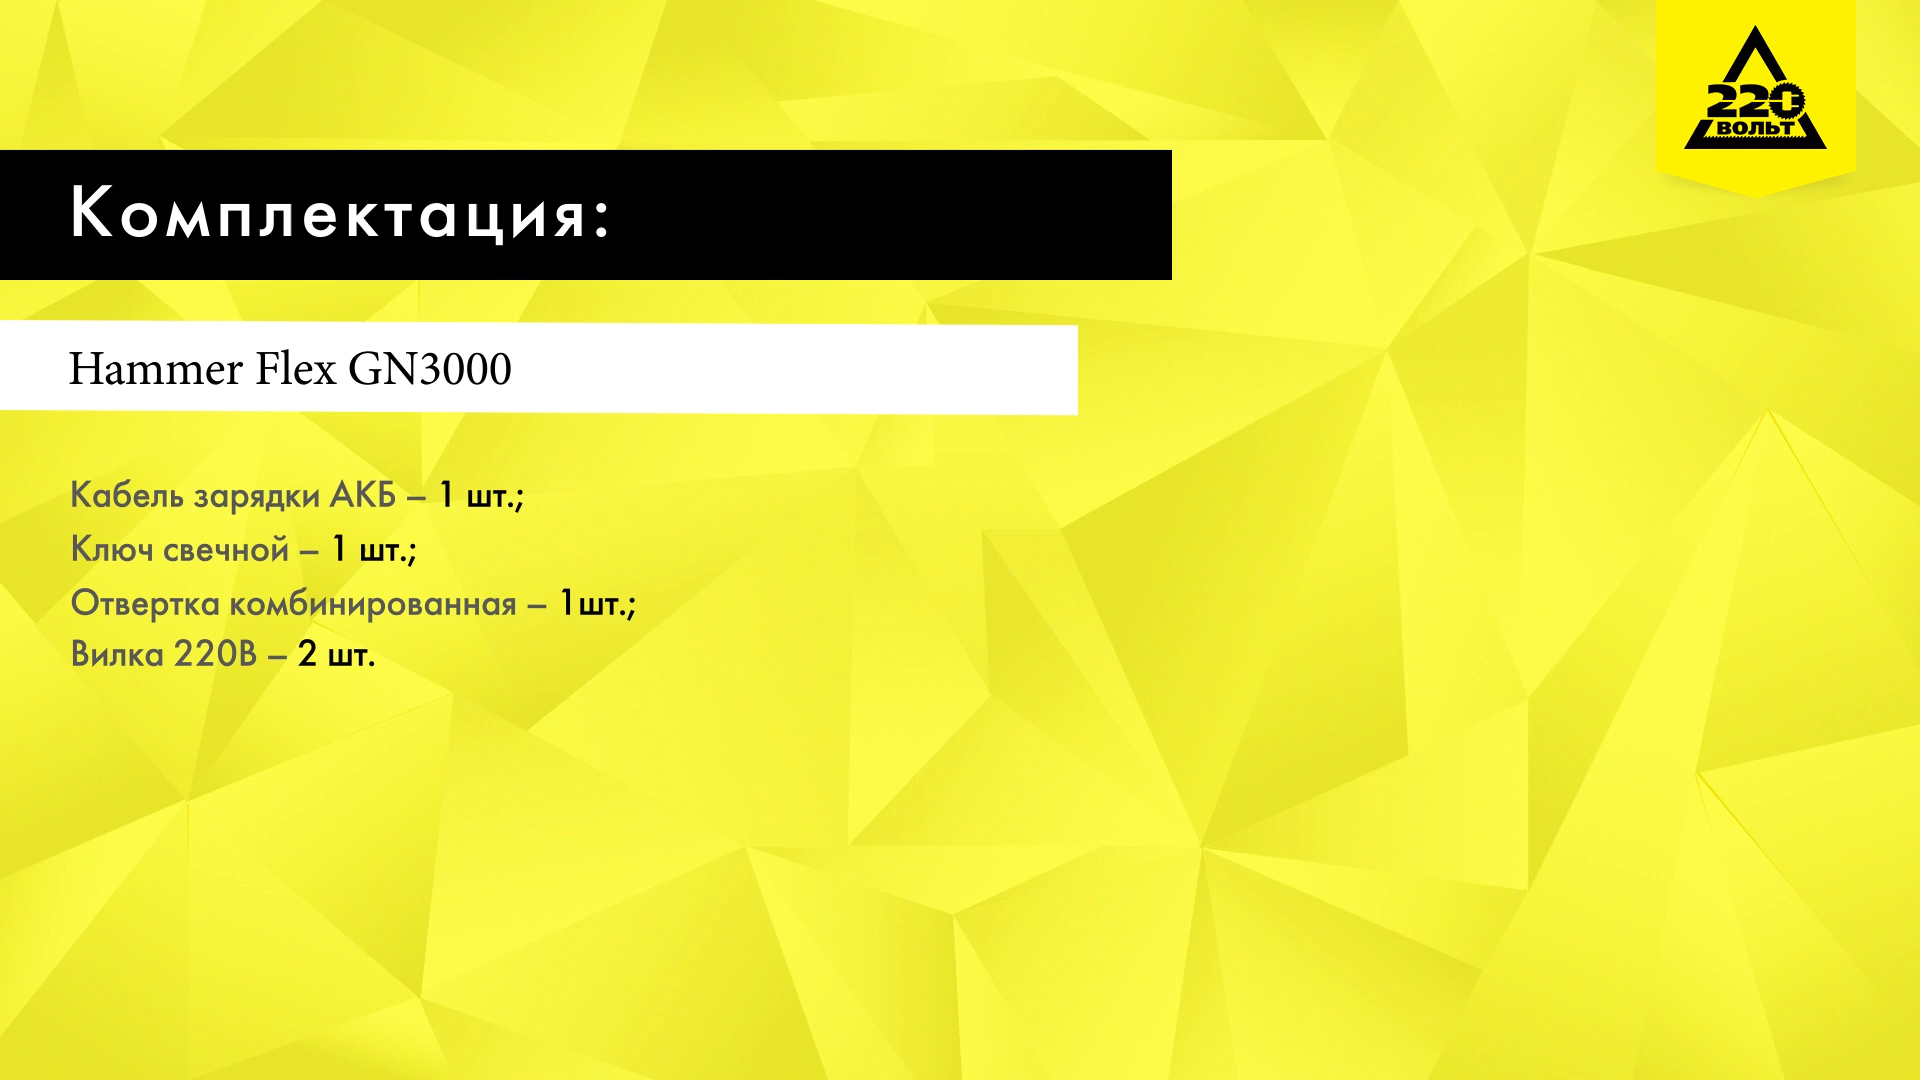 220
ВОЛЬТ
Комплектация:
Hammer Flex GN3000
Кабель зарядки АКБ – 1 шт.;
Ключ свечной – 1 шт.;
Отвертка комбинированная – 1шт.;
Вилка 220В – 2 шт.